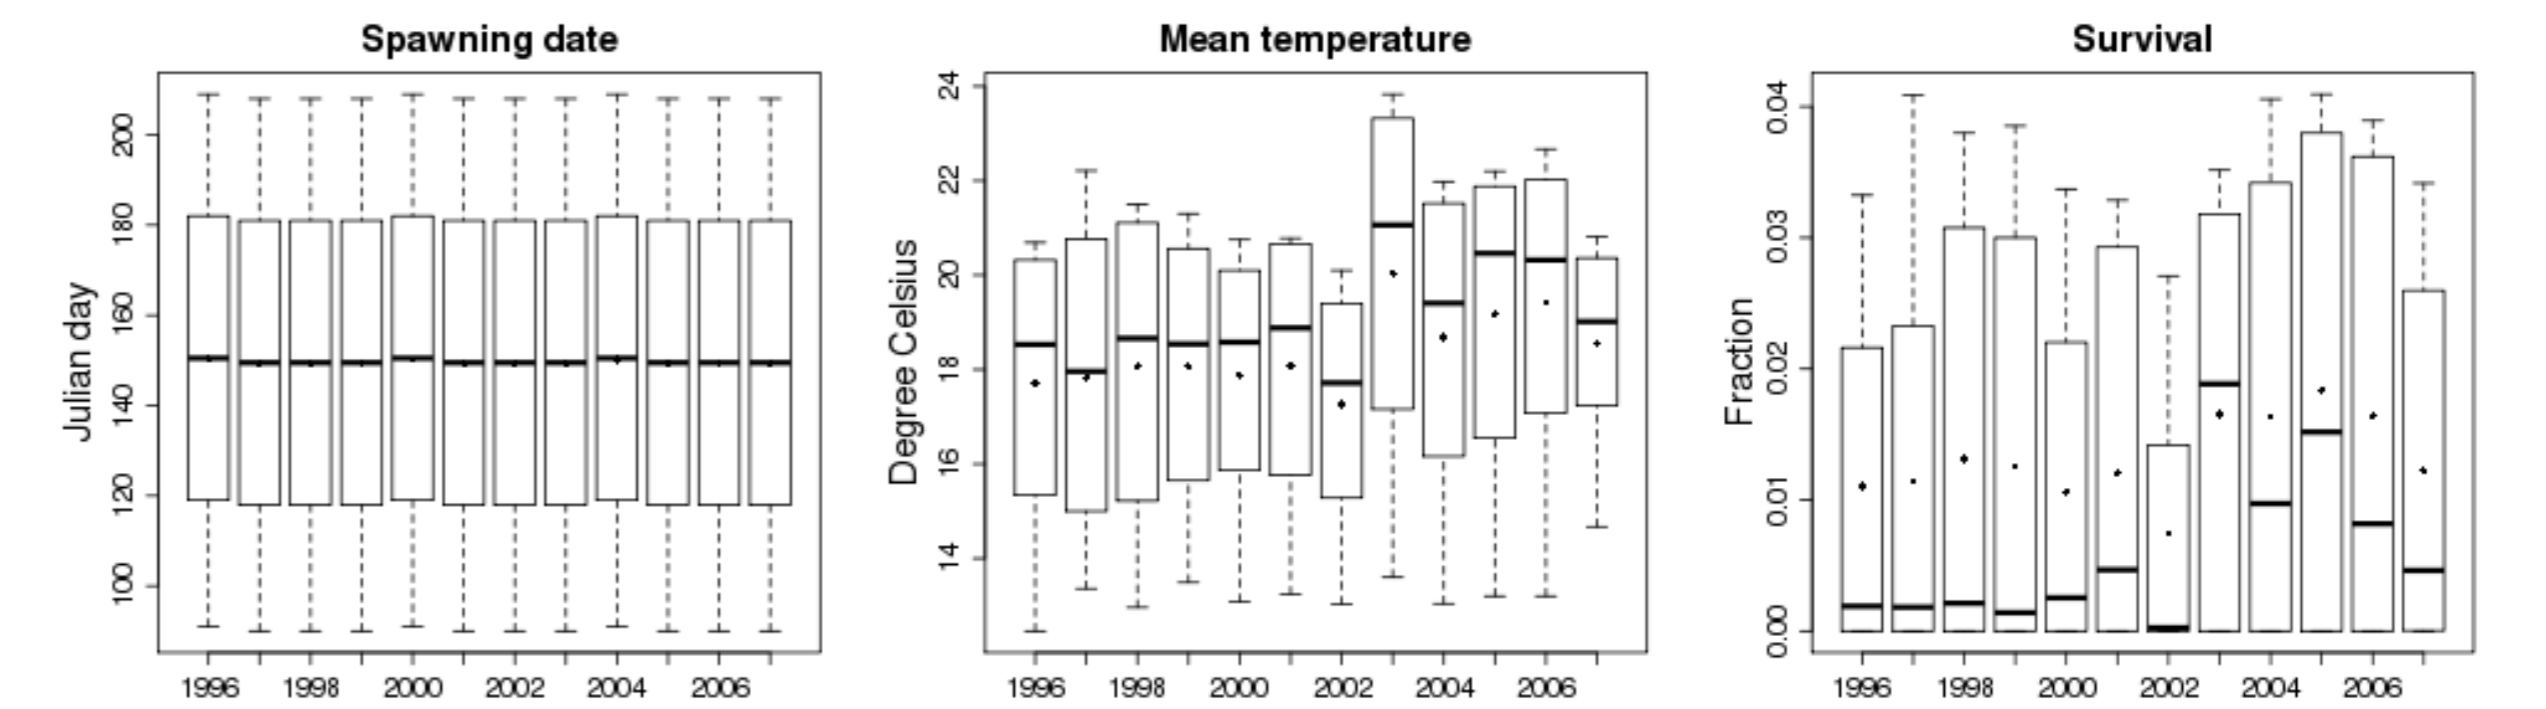 Spawning date
Julian day
200
180
160
140
120
100
1996 1998 2000 2002 2004 2006
Mean temperature
Degree Celsius
24
22
20
18
16
14
1996 1998 2000 2002 2004 2006
Survival
Fraction
0.04
0.03
0.02
0.01
0.00
1996 1998 2000 2002 2004 2006